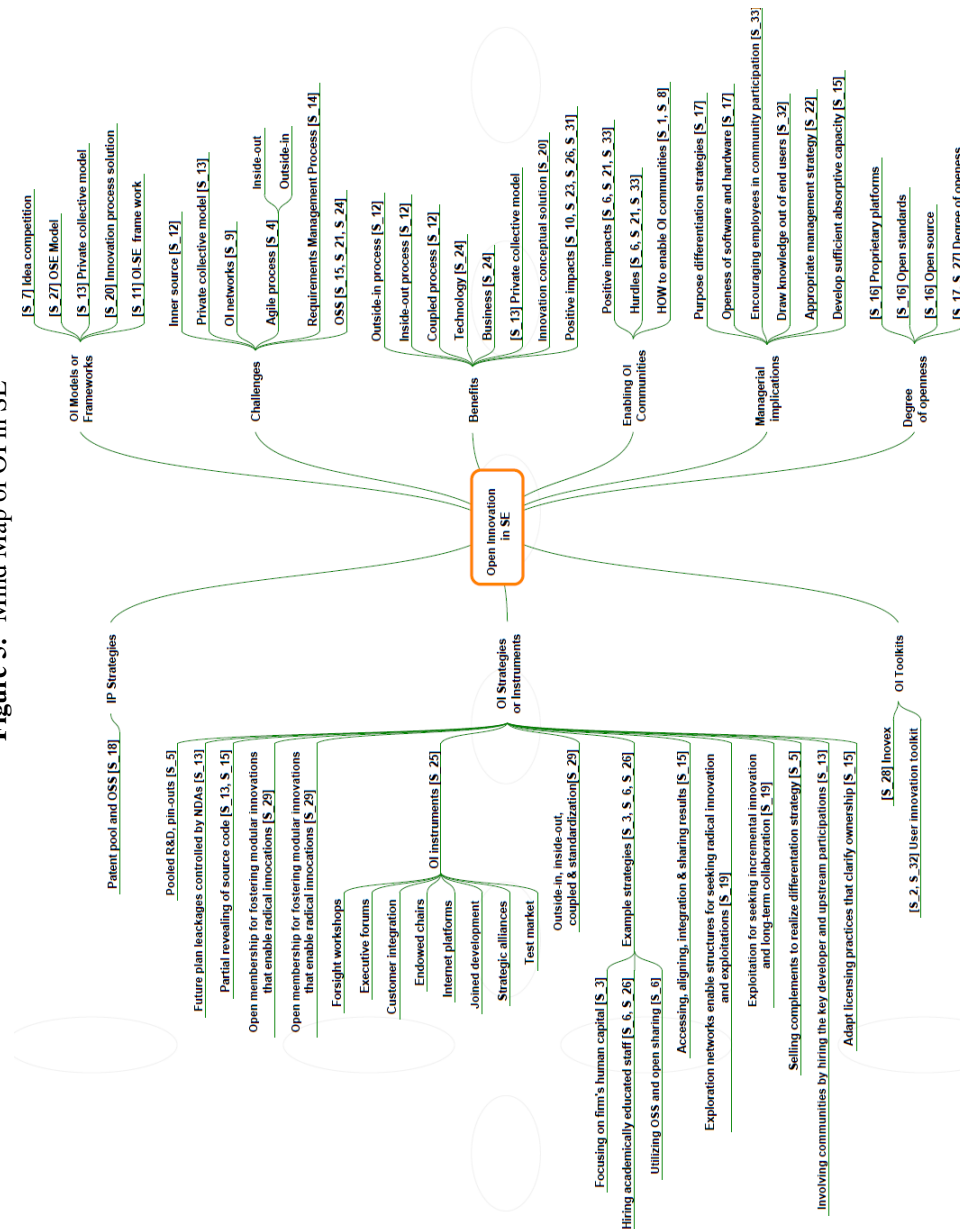 Figure 3: Mind Map of OI in SE
Open Innovation
in SE
IP Strategies
Patent pool and OSS [S_18]
OI Strategies
or Instruments
Pooled R&D, pin-outs [S_5]
Future plan leackages controlled by NDAs [S_13]
Partial revealing of source code [S_13, S_15]
Open membership for fostering modular innovations
that enable radical innocations [S_29]
Open membership for fostering modular innovations
that enable radical innocations [S_29]
OI instruments [S_25]
Forsight workshops
Executive forums
Customer integration
Endowed chairs
Internet platforms
Joined development
Strategic alliances
Test market
Outside-in, inside-out,
coupled & standardization[S_29]
Example strategies [S_3, S_6, S_26]
Focusing on firm's human capital [S_3]
Hiring academically educated staff [S_6, S_26]
Utilizing OSS and open sharing [S_6]
Accessing, aligning, integration & sharing results [S_15]
Exploration networks enable structures for seeking radical innovation
and exploitations [S_19]
Exploitation for seeking incremental innovation
and long-term collaboration [S_19]
Selling complements to realize differentation strategy [S_5]
Involving communities by hiring the key developer and upstream participations [S_13]
Adapt licensing practices that clarify ownership [S_15]
OI Toolkits
[S_28] Inovex
[S_2, S_32] User innovation toolkit
OI Models or
Frameworks
[S_7] Idea competition
[S_27] OSE Model
[S_13] Private collective model
[S_20] Innovation process solution
[S_11] OI-SE frame work
Challenges
Inner source [S_12]
Private collective model [S_13]
OI networks [S_9]
Agile process [S_4]
Inside-out
Outside-in
Requirements Management Process [S_14]
OSS [S_15, S_21, S_24]
Benefits
Outside-in process [S_12]
Inside-out process [S_12]
Coupled process [S_12]
Technology [S_24]
Business [S_24]
[S_13] Private collective model
Innovation conceptual solution [S_20]
Positive impacts [S_10, S_23, S_26, S_31]
Enabling OI
Communities
Positive impacts [S_6, S_21, S_33]
Hurdles [S_6, S_21, S_33]
HOW to enable OI communities [S_1, S_8]
Managerial
implications
Purpose differentiation strategies [S_17]
Openess of software and hardware [S_17]
Encouraging employees in community participation [S_33]
Draw knowledge out of end users [S_32]
Appropriate management strategy [S_22]
Develop sufficient absorptive capacity [S_15]
Degree
of openness
[S_16] Proprietary platforms
[S_16] Open standards
[S_16] Open source
[S_17, S_27] Degree of openess